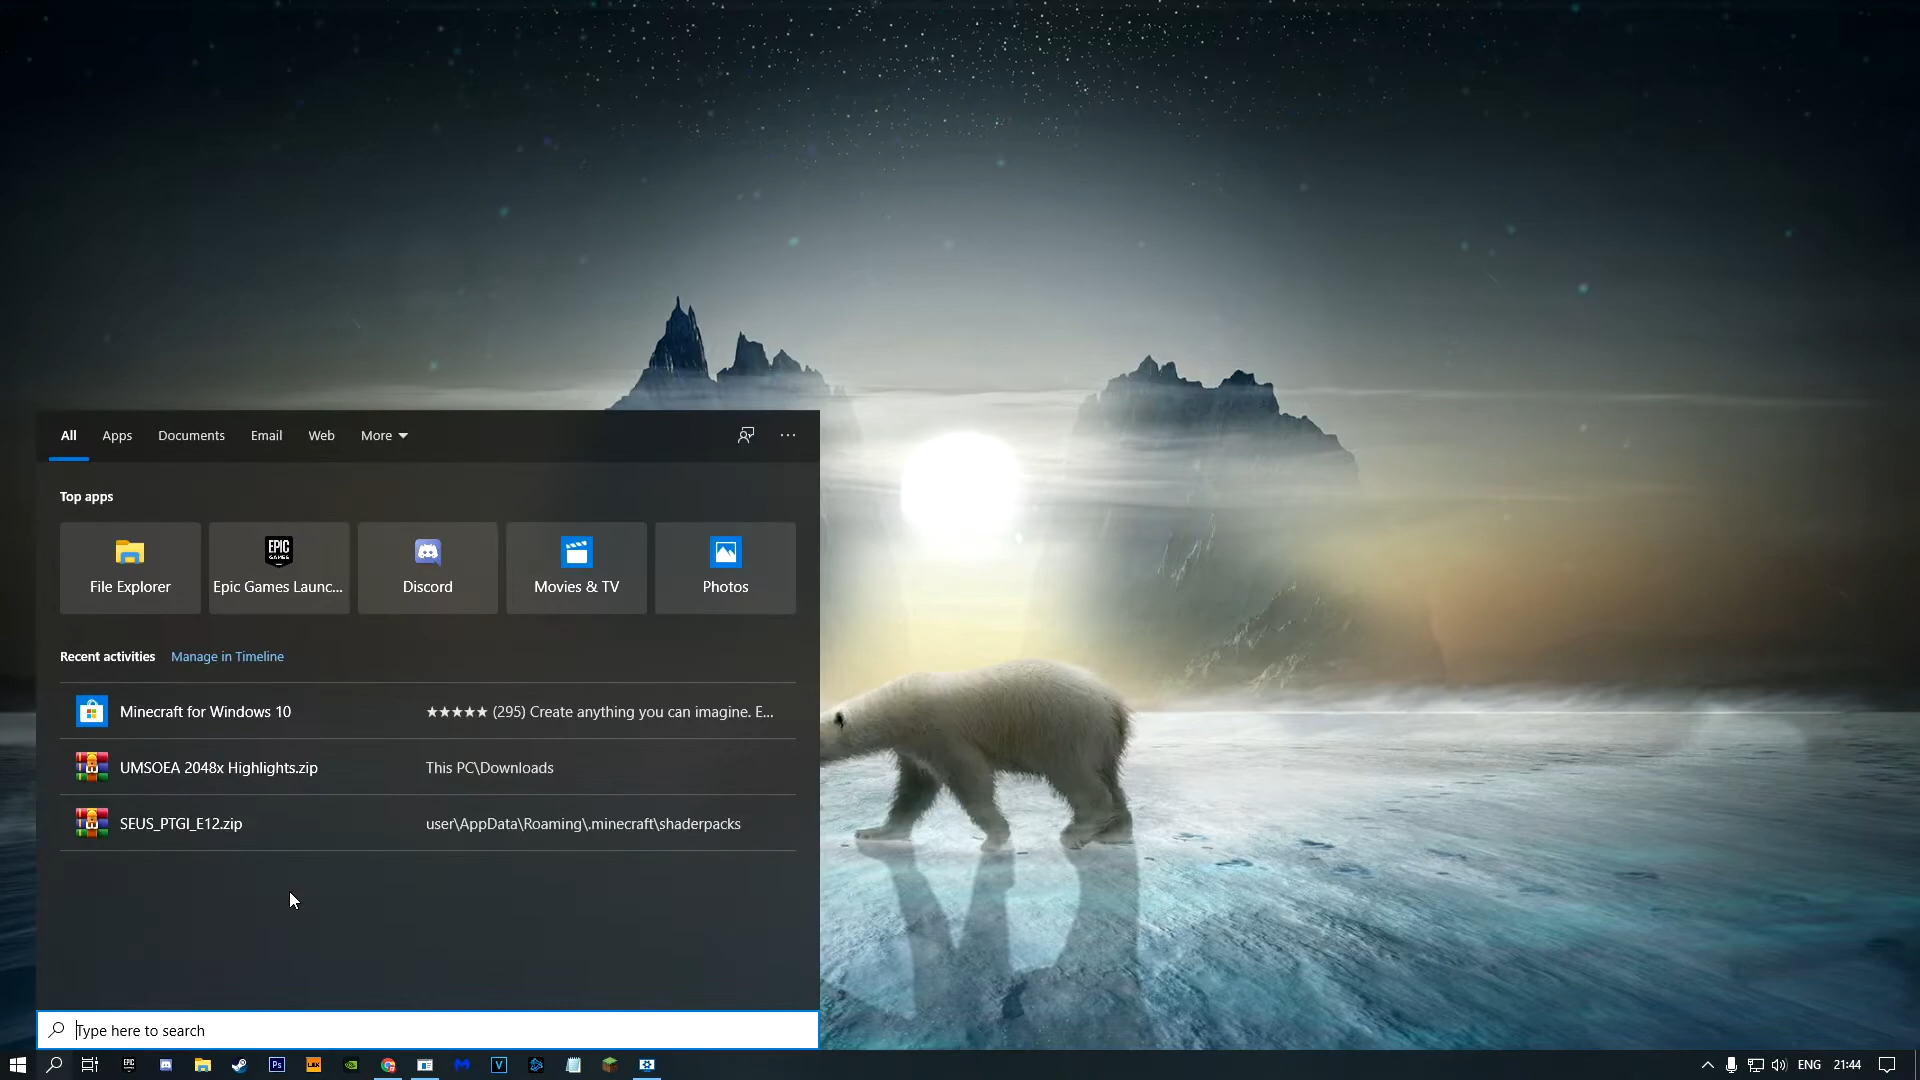 All Apps Documents Email Web More
Top apps
EPIC GAMES
File Explorer Epic Games Launc... Discord Movies & TV Photos
Recent activities Manage in Timeline
Minecraft for Windows 10 ★★★★★ (295) Create anything you can imagine. E...
UMSOEA 2048x Highlights.zip This PC\Downloads
SEUS_PTGI_E12.zip user\AppData\Roaming\.minecraft\shaderpacks
Type here to search
EPIC Ps V ENG 21:44